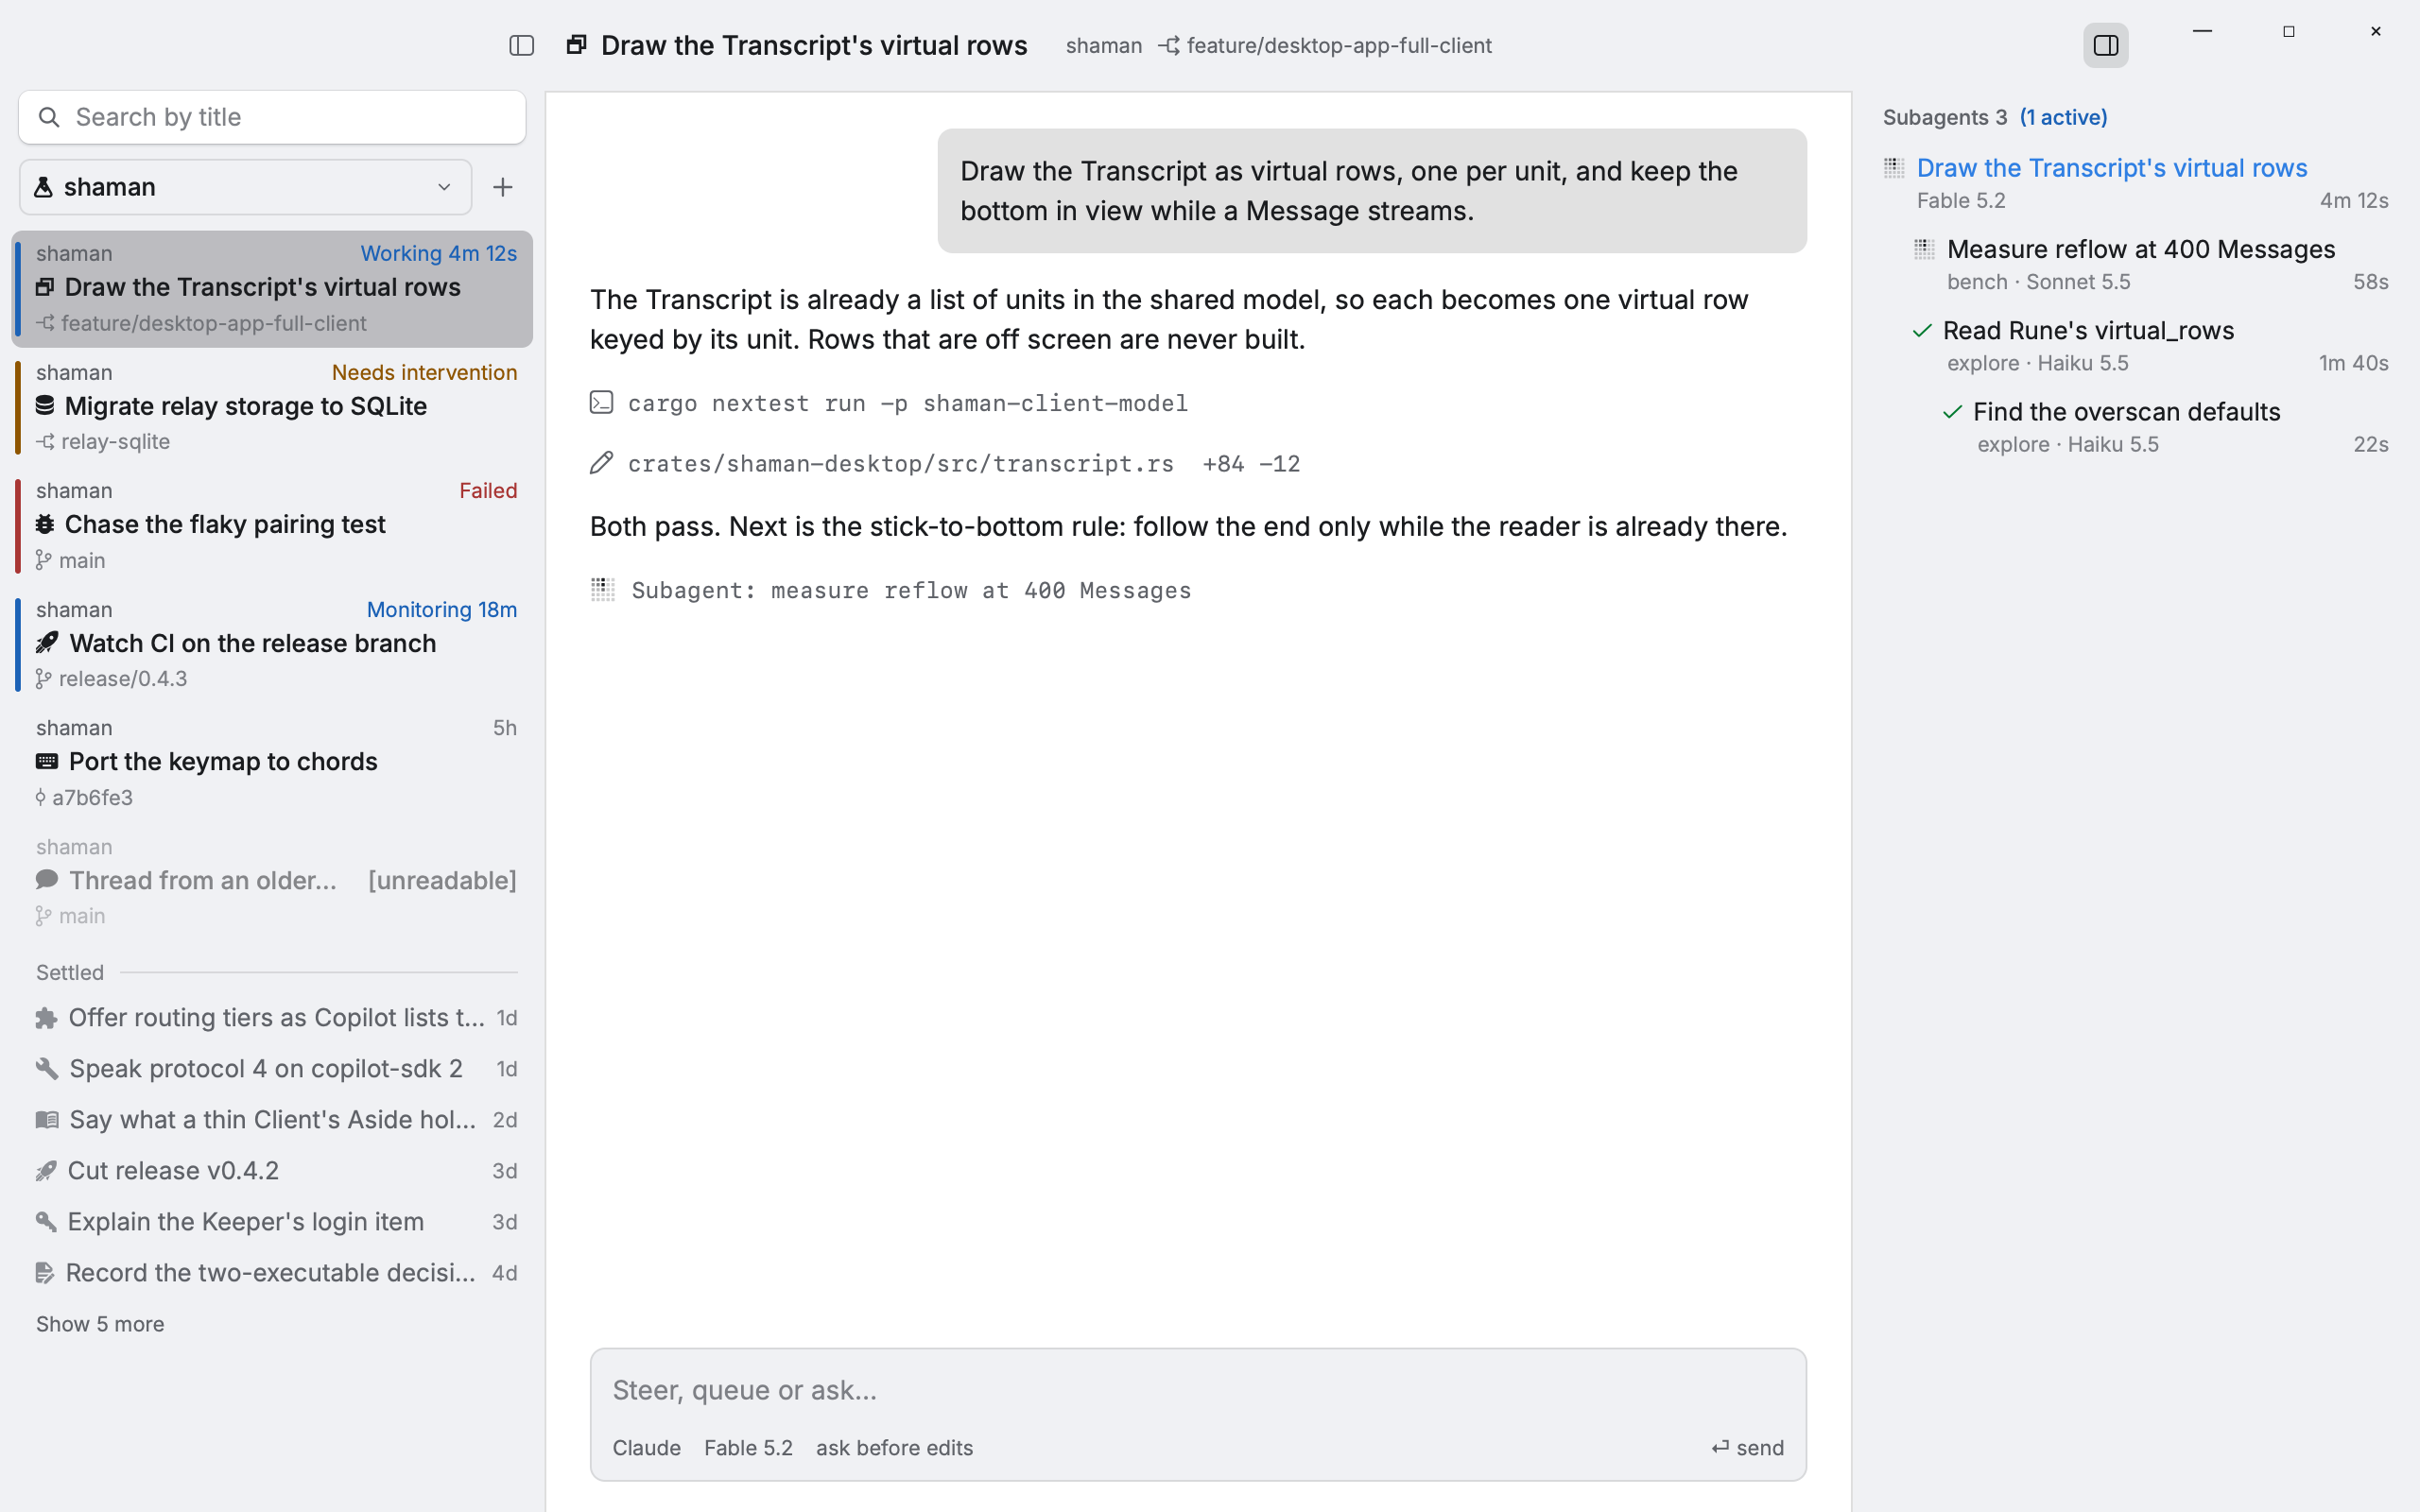 Draw the Transcript's virtual rows shaman feature/desktop-app-full-client
Search by title
shaman
shaman Working 4m 12s
Draw the Transcript's virtual rows
feature/desktop-app-full-client
shaman Needs intervention
Migrate relay storage to SQLite
relay-sqlite
shaman Failed
Chase the flaky pairing test
main
shaman Monitoring 18m
Watch CI on the release branch
release/0.4.3
shaman 5h
Port the keymap to chords
a7b6fe3
shaman
Thread from an older... [unreadable]
main
Settled
Offer routing tiers as Copilot lists t... 1d
Speak protocol 4 on copilot-sdk 2 1d
Say what a thin Client's Aside hol... 2d
Cut release v0.4.2 3d
Explain the Keeper's login item 3d
Record the two-executable decisi... 4d
Show 5 more
Draw the Transcript as virtual rows, one per unit, and keep the
bottom in view while a Message streams.
The Transcript is already a list of units in the shared model, so each becomes one virtual row
keyed by its unit. Rows that are off screen are never built.
cargo nextest run -p shaman-client-model
crates/shaman-desktop/src/transcript.rs +84 -12
Both pass. Next is the stick-to-bottom rule: follow the end only while the reader is already there.
Subagent: measure reflow at 400 Messages
Steer, queue or ask...
Claude Fable 5.2 ask before edits send
Subagents 3 (1 active)
Draw the Transcript's virtual rows
Fable 5.2 4m 12s
Measure reflow at 400 Messages
bench · Sonnet 5.5 58s
Read Rune's virtual_rows
explore · Haiku 5.5 1m 40s
Find the overscan defaults
explore · Haiku 5.5 22s